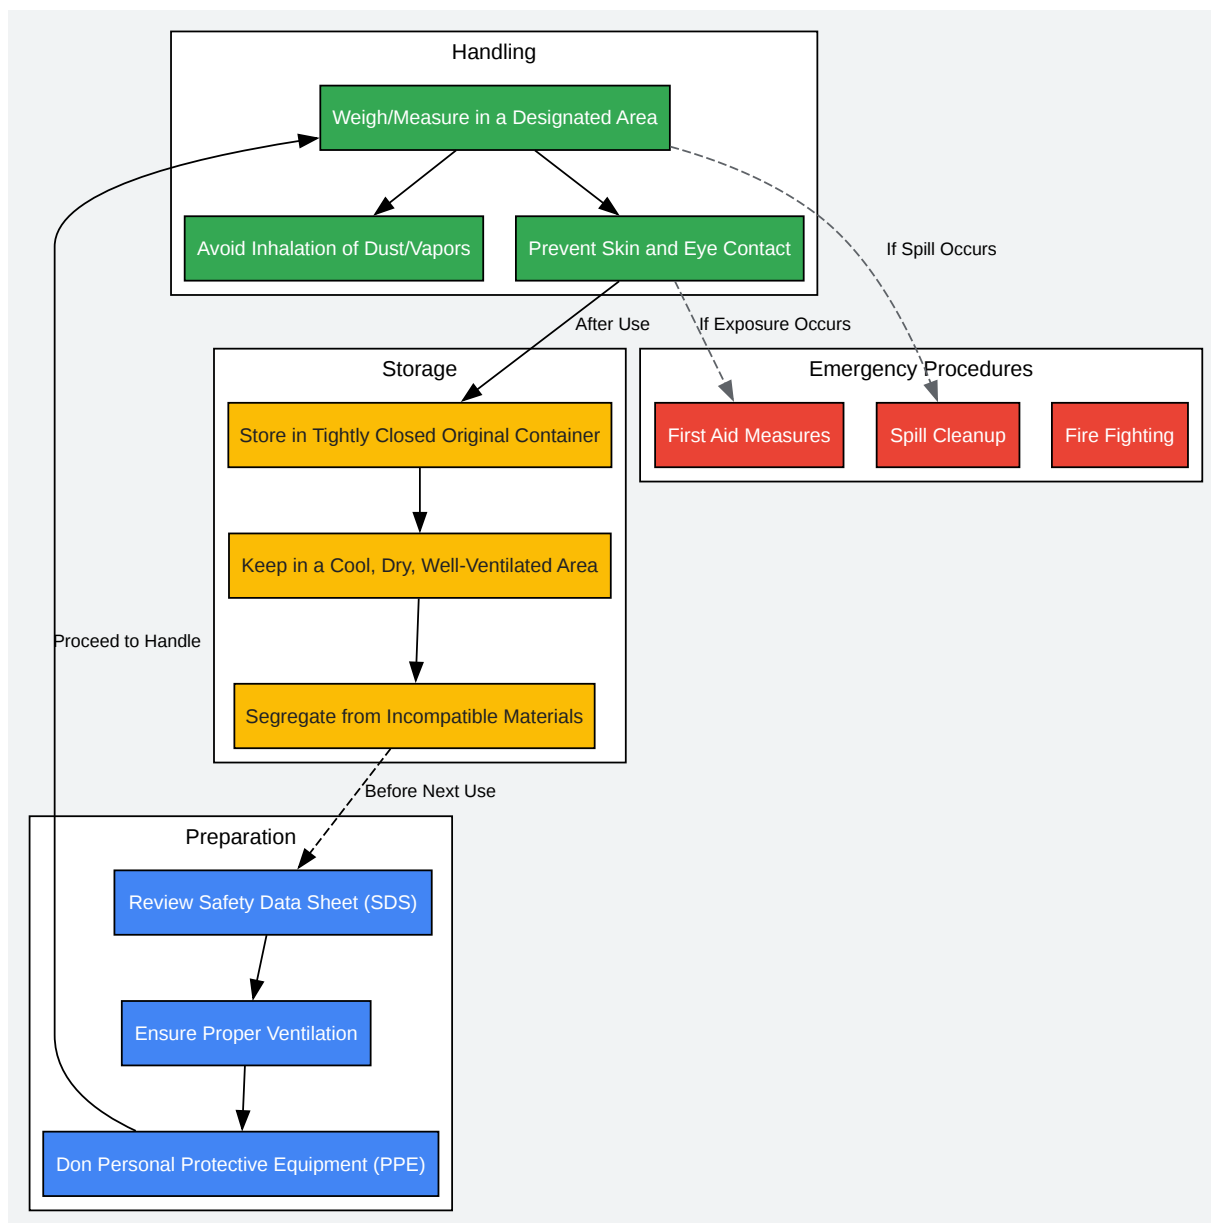 Handling
Weigh/Measure in a Designated Area
Avoid Inhalation of Dust/Vapors
Prevent Skin and Eye Contact
If Spill Occurs
After Use
If Exposure Occurs
Storage
Emergency Procedures
Store in Tightly Closed Original Container
First Aid Measures
Spill Cleanup
Fire Fighting
Keep in a Cool, Dry, Well-Ventilated Area
Proceed to Handle
Segregate from Incompatible Materials
Before Next Use
Preparation
Review Safety Data Sheet (SDS)
Ensure Proper Ventilation
Don Personal Protective Equipment (PPE)